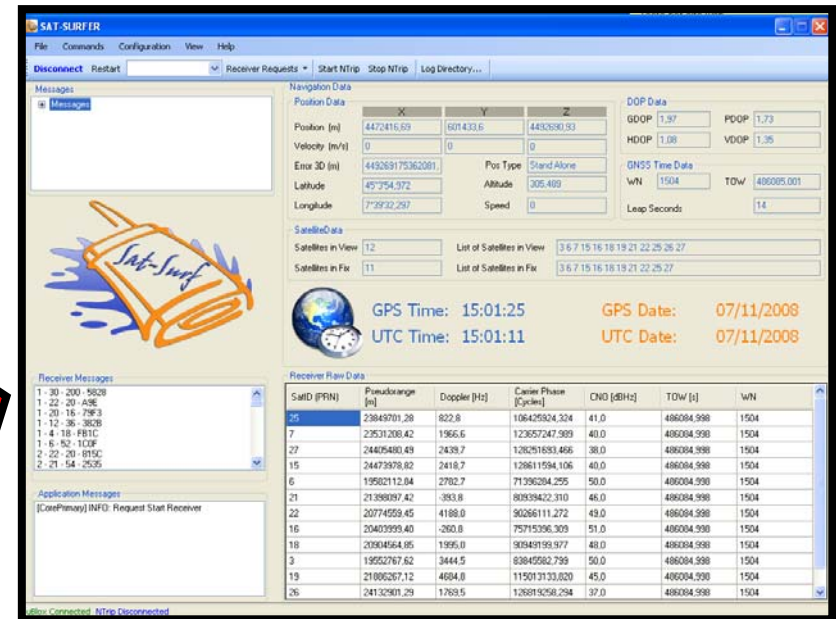 SAT-SURFER
File Commands Configuration View Help
Disconnect Restart Receiver Requests Start NTrip Stop NTrip Log Directory...
Messages
Messages
Navigation Data
Position Data
X Y Z
Position [m] 4472416,69 601433,6 4492690,93
Velocity [m/s] 0 0 0
Error 3D [m] 449269175362081, Pos Type Stand Alone
Latitude 45°3'54,972 Altitude 305,489
Longitude 7°39'32,297 Speed 0
DOP Data
GDOP 1,97 PDOP 1,73
HDOP 1,08 VDOP 1,35
GNSS Time Data
WN 1504 TOW 486085,001
Leap Seconds 14
SatelliteData
Satellites in View 12 List of Satellites in View 3 6 7 15 16 18 19 21 22 25 26 27
Satellites in Fix 11 List of Satellites in Fix 3 6 7 15 16 18 19 21 22 25 27
Sat-Surf
GPS Time: 15:01:25 GPS Date: 07/11/2008
UTC Time: 15:01:11 UTC Date: 07/11/2008
Receiver Messages
1 - 30 - 200 - 5828
1 - 22 - 20 - A9E
1 - 20 - 16 - 79F3
1 - 12 - 36 - 382B
1 - 4 - 18 - FB1C
1 - 6 - 52 - 1C0F
2 - 22 - 20 - 815C
2 - 21 - 54 - 2535
Application Messages
[CorePrimary] INFO: Request Start Receiver
Receiver Raw Data
SatID (PRN) Pseudorange [m] Doppler [Hz] Carrier Phase [Cycles] CNO [dBHz] TOW [s] WN
25 23849701,28 822,8 106425924,324 41,0 486084,998 1504
7 23531208,42 1966,6 123657247,989 40,0 486084,998 1504
27 24405480,49 2439,7 128251693,466 38,0 486084,998 1504
15 24473978,82 2418,7 128611594,106 40,0 486084,998 1504
6 19582112,84 2782,7 71396284,255 50,0 486084,998 1504
21 21398097,42 -393,8 80939422,310 46,0 486084,998 1504
22 20774559,45 4188,0 90266111,272 49,0 486084,998 1504
16 20403999,40 -260,8 75715396,309 51,0 486084,998 1504
18 20904564,85 1995,0 90949199,977 48,0 486084,998 1504
3 19552767,62 3444,5 83845582,799 50,0 486084,998 1504
19 21886267,12 4684,8 115013133,820 45,0 486084,998 1504
26 24132901,29 1769,5 126819258,294 37,0 486084,998 1504
Connected NTrip Disconnected